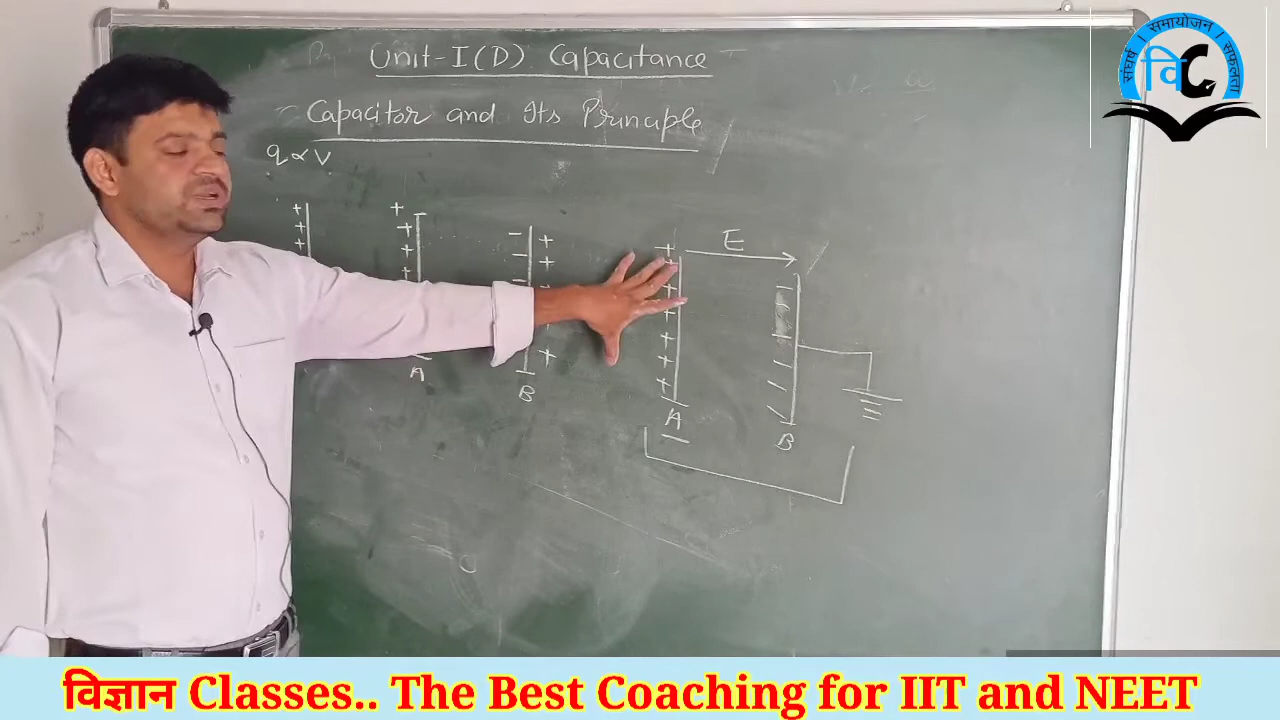 Unit-I(D) Capacitance
Capacitor and Its Principle
q ∝ V
E
A
B
A
B
संघर्ष । समायोजन । सफलता
वि C
विज्ञान Classes.. The Best Coaching for IIT and NEET